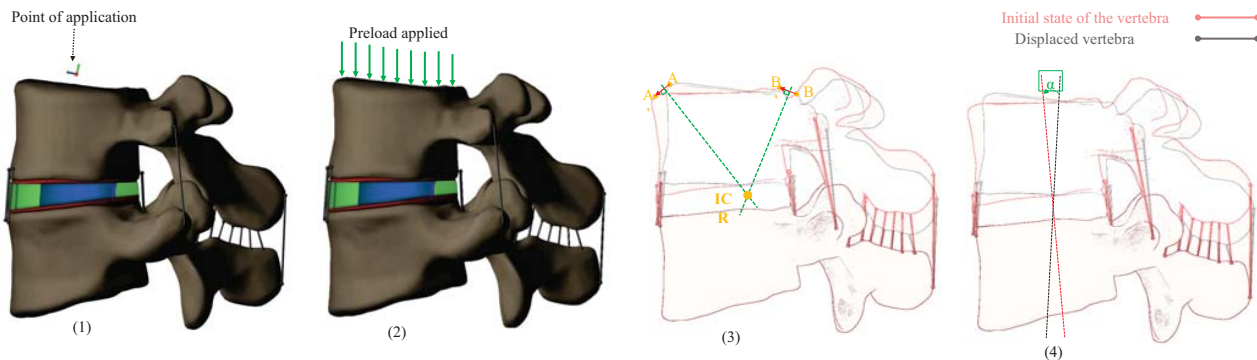 Point of application
Preload applied
Initial state of the vertebra
Displaced vertebra
A
A
’
B
’
B
α
IC
R
(1)
(2)
(3)
(4)